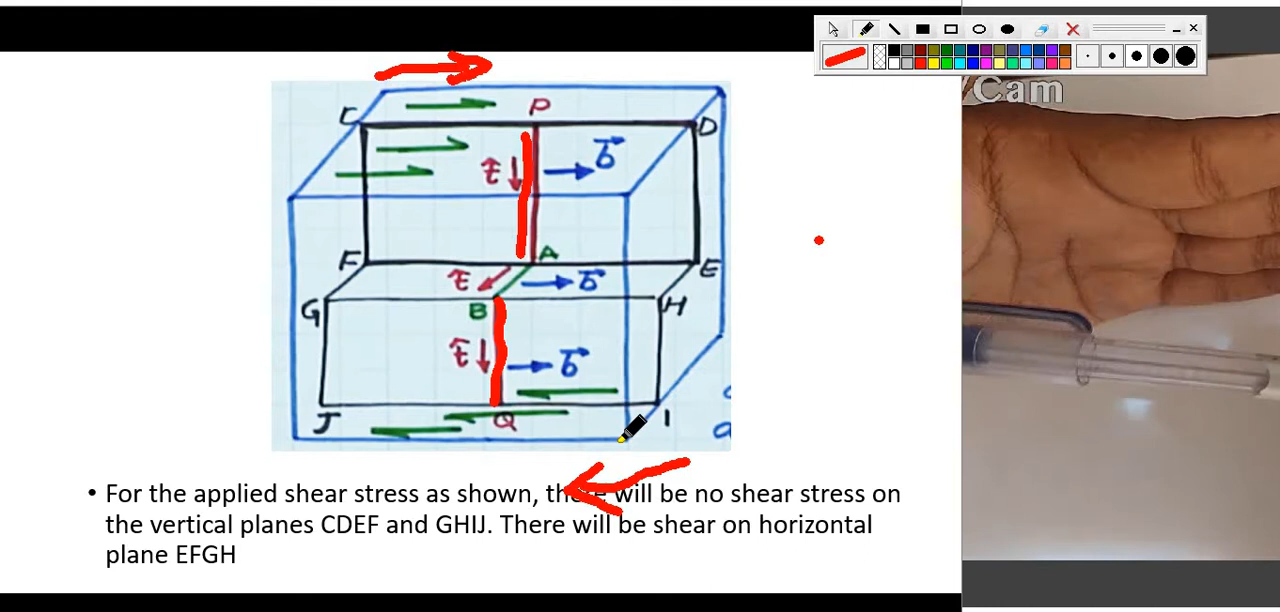 Cam
C P D
t̂ b⃗
F A E
t̂ b⃗
G B H
t̂ b⃗
J Q I
• For the applied shear stress as shown, there will be no shear stress on
the vertical planes CDEF and GHIJ. There will be shear on horizontal
plane EFGH